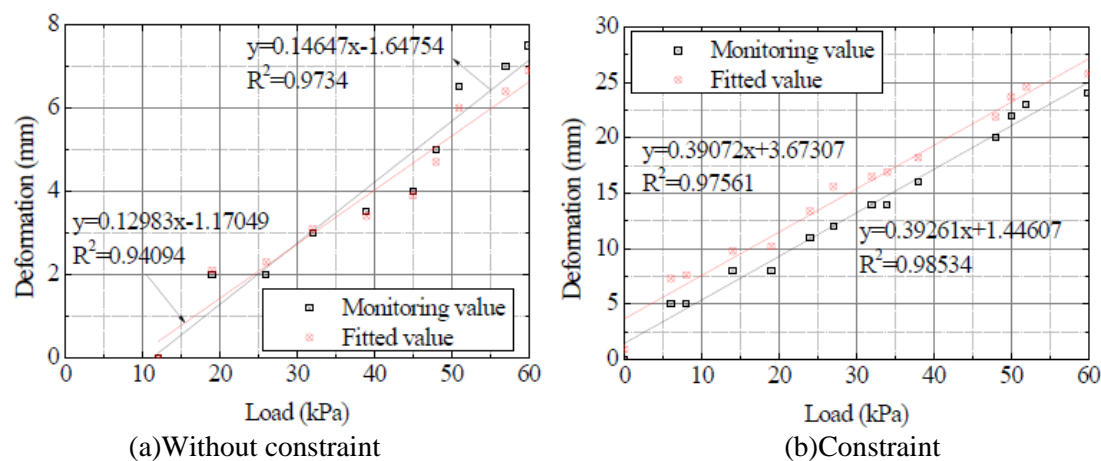 8
6
4
2
0
Deformation (mm)
y=0.14647x-1.64754
R²=0.9734
y=0.12983x-1.17049
R²=0.94094
Monitoring value
Fitted value
0 10 20 30 40 50 60
Load (kPa)
(a)Without constraint
30
25
20
15
10
5
0
Deformation (mm)
Monitoring value
Fitted value
y=0.39072x+3.67307
R²=0.97561
y=0.39261x+1.44607
R²=0.98534
0 10 20 30 40 50 60
Load (kPa)
(b)Constraint